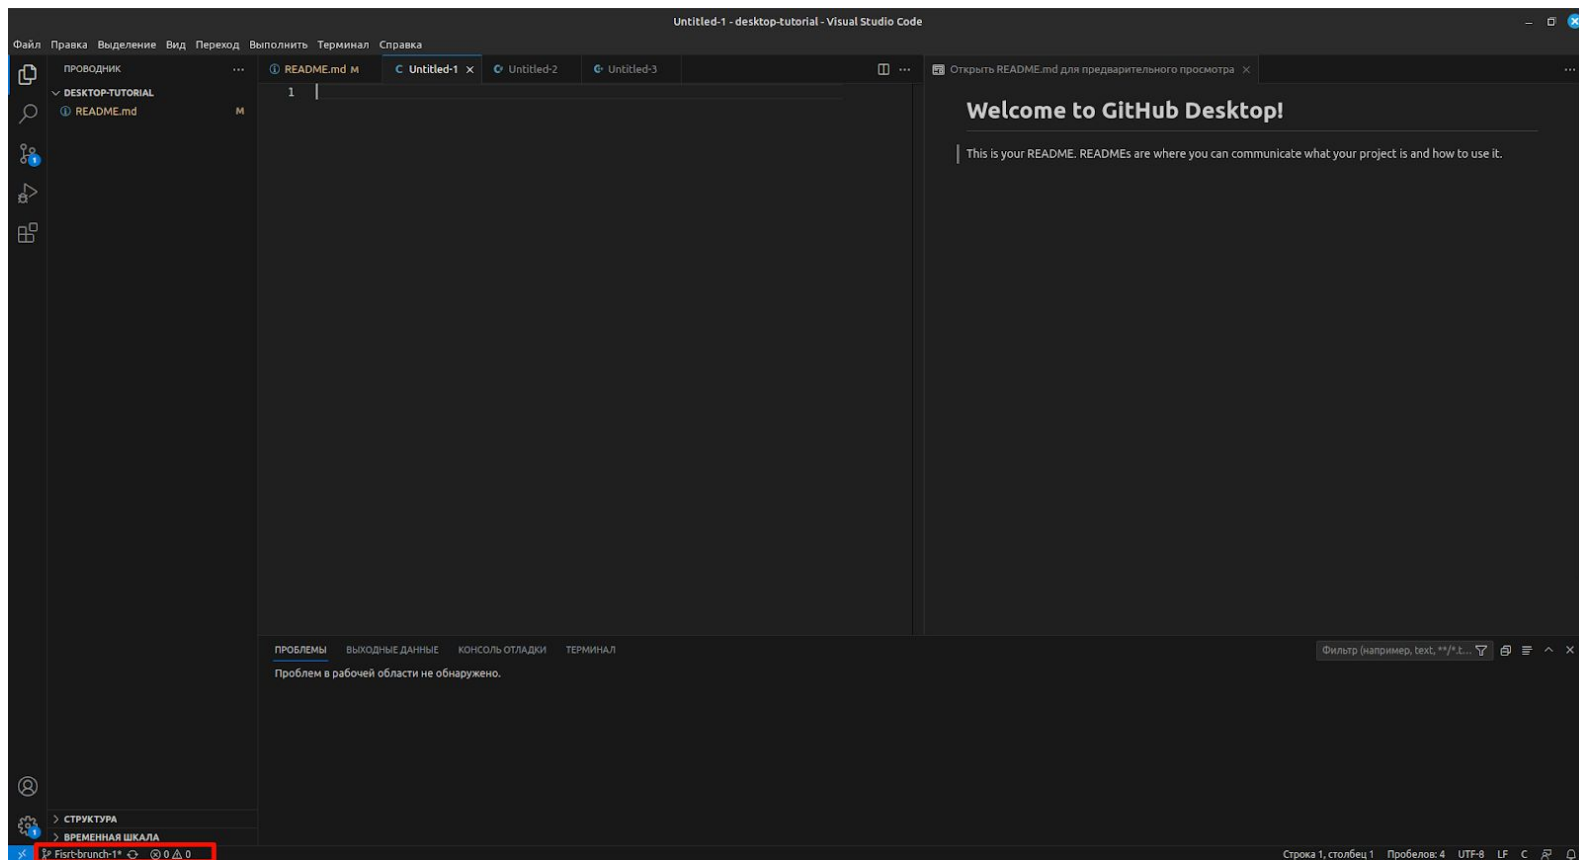 Untitled-1 - desktop-tutorial - Visual Studio Code
Файл Правка Выделение Вид Переход Выполнить Терминал Справка
ПРОВОДНИК
DESKTOP-TUTORIAL
README.md M
СТРУКТУРА
ВРЕМЕННАЯ ШКАЛА
README.md M Untitled-1 Untitled-2 Untitled-3
1
Открыть README.md для предварительного просмотра
Welcome to GitHub Desktop!
This is your README. READMEs are where you can communicate what your project is and how to use it.
ПРОБЛЕМЫ ВЫХОДНЫЕ ДАННЫЕ КОНСОЛЬ ОТЛАДКИ ТЕРМИНАЛ
Фильтр (например, text, **/*.t...
Проблем в рабочей области не обнаружено.
1
1
Fisrt-brunch-1* 0 0
Строка 1, столбец 1 Пробелов: 4 UTF-8 LF C